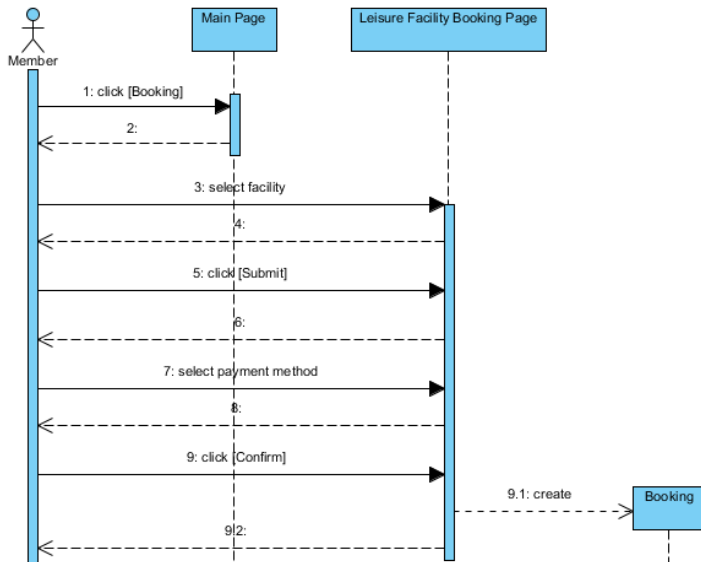 Main Page
Leisure Facility Booking Page
Member
1: click [Booking]
2:
3: select facility
4:
5: click [Submit]
6:
7: select payment method
8:
9: click [Confirm]
9.1: create
Booking
9.2: